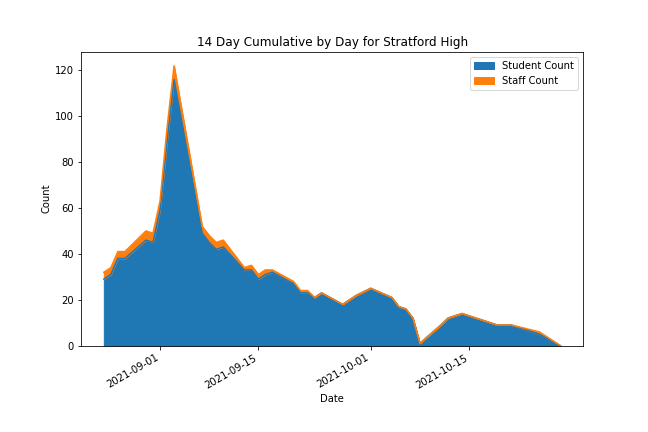 14 Day Cumulative by Day for Stratford High
Student Count
Staff Count
120
100
80
60
40
20
0
Count
2021-09-01
2021-09-15
2021-10-01
2021-10-15
Date